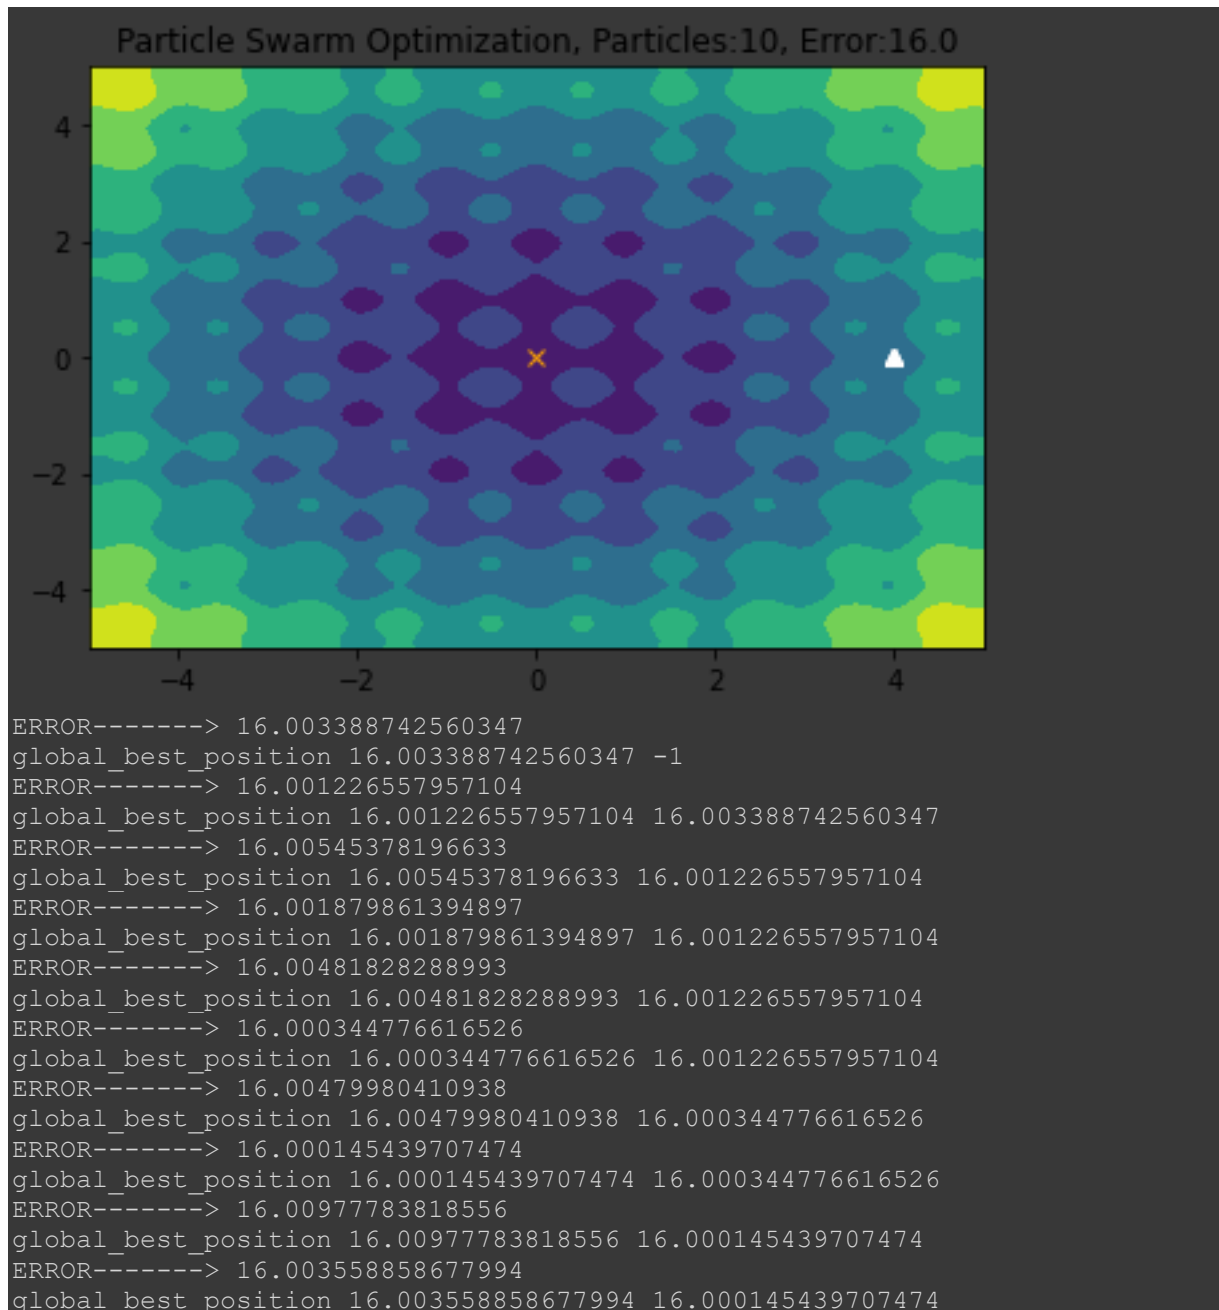 Particle Swarm Optimization, Particles:10, Error:16.0
4
2
0
−2
−4
−4 −2 0 2 4
ERROR-------> 16.003388742560347
global_best_position 16.003388742560347 -1
ERROR-------> 16.001226557957104
global_best_position 16.001226557957104 16.003388742560347
ERROR-------> 16.00545378196633
global_best_position 16.00545378196633 16.001226557957104
ERROR-------> 16.001879861394897
global_best_position 16.001879861394897 16.001226557957104
ERROR-------> 16.00481828288993
global_best_position 16.00481828288993 16.001226557957104
ERROR-------> 16.000344776616526
global_best_position 16.000344776616526 16.001226557957104
ERROR-------> 16.00479980410938
global_best_position 16.00479980410938 16.000344776616526
ERROR-------> 16.000145439707474
global_best_position 16.000145439707474 16.000344776616526
ERROR-------> 16.00977783818556
global_best_position 16.00977783818556 16.000145439707474
ERROR-------> 16.003558858677994
global_best_position 16.003558858677994 16.000145439707474